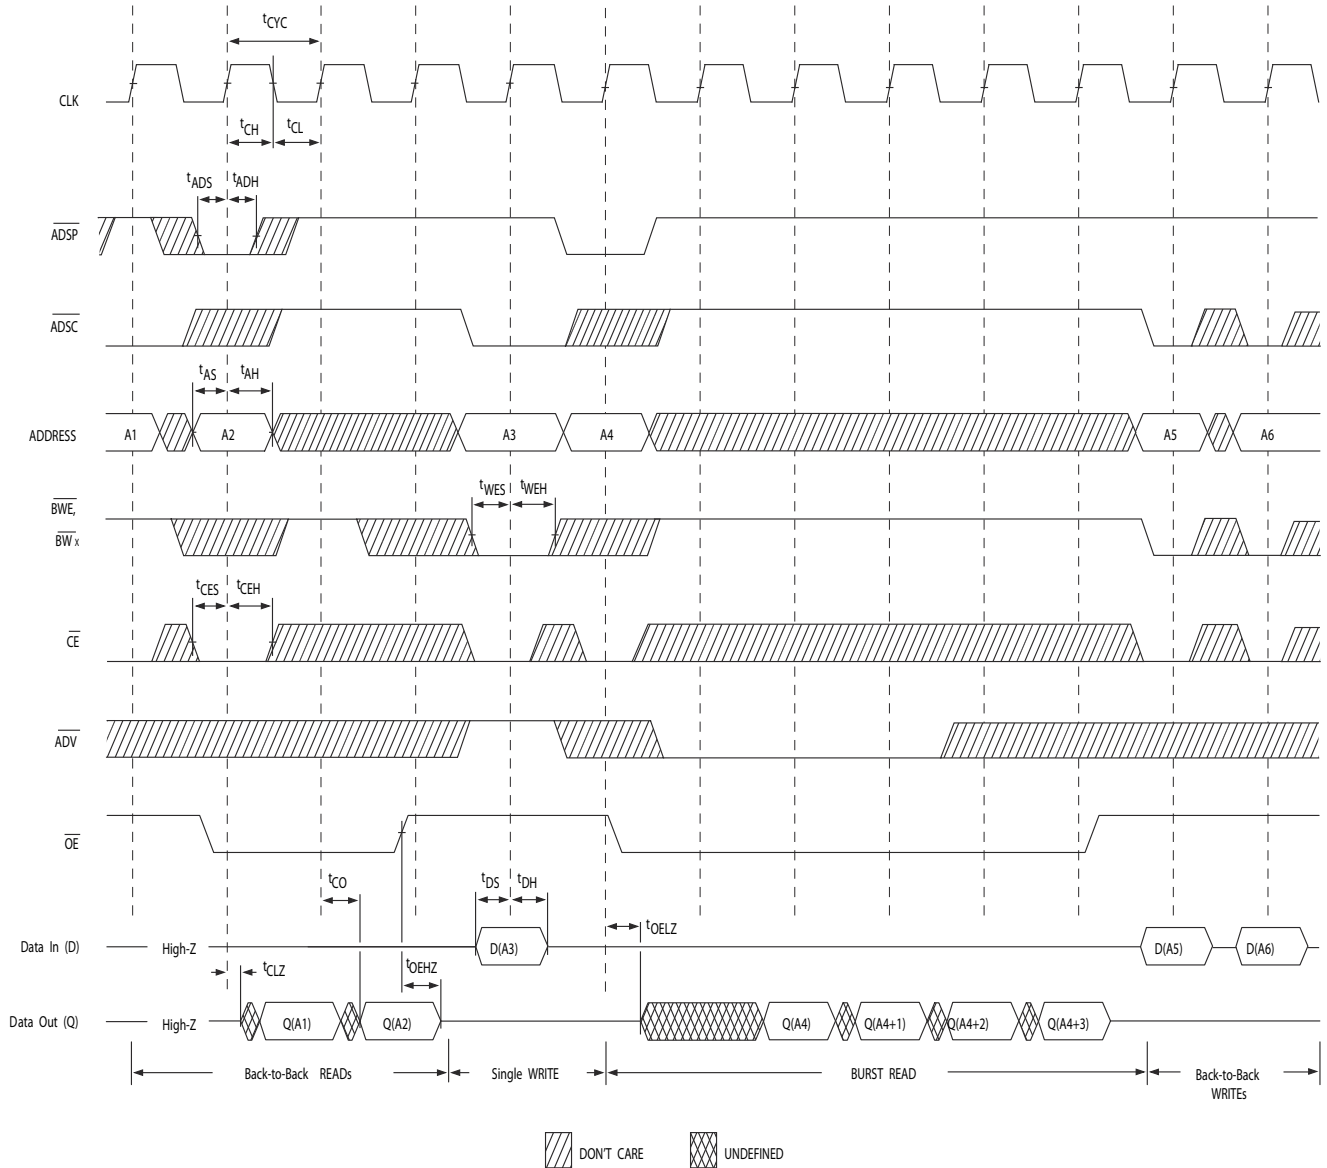 tCYC
CLK
tCH tCL
tADS tADH
ADSP
ADSC
tAS tAH
ADDRESS A1 A2 A3 A4 A5 A6
tWES tWEH
BWE,
BW x
tCES tCEH
CE
ADV
OE
tCO tDS tDH
tOELZ
Data In (D) High-Z D(A3) D(A5) D(A6)
tCLZ tOEHZ
Data Out (Q) High-Z Q(A1) Q(A2) Q(A4) Q(A4+1) Q(A4+2) Q(A4+3)
Back-to-Back READs Single WRITE BURST READ Back-to-Back
WRITEs
DON'T CARE UNDEFINED